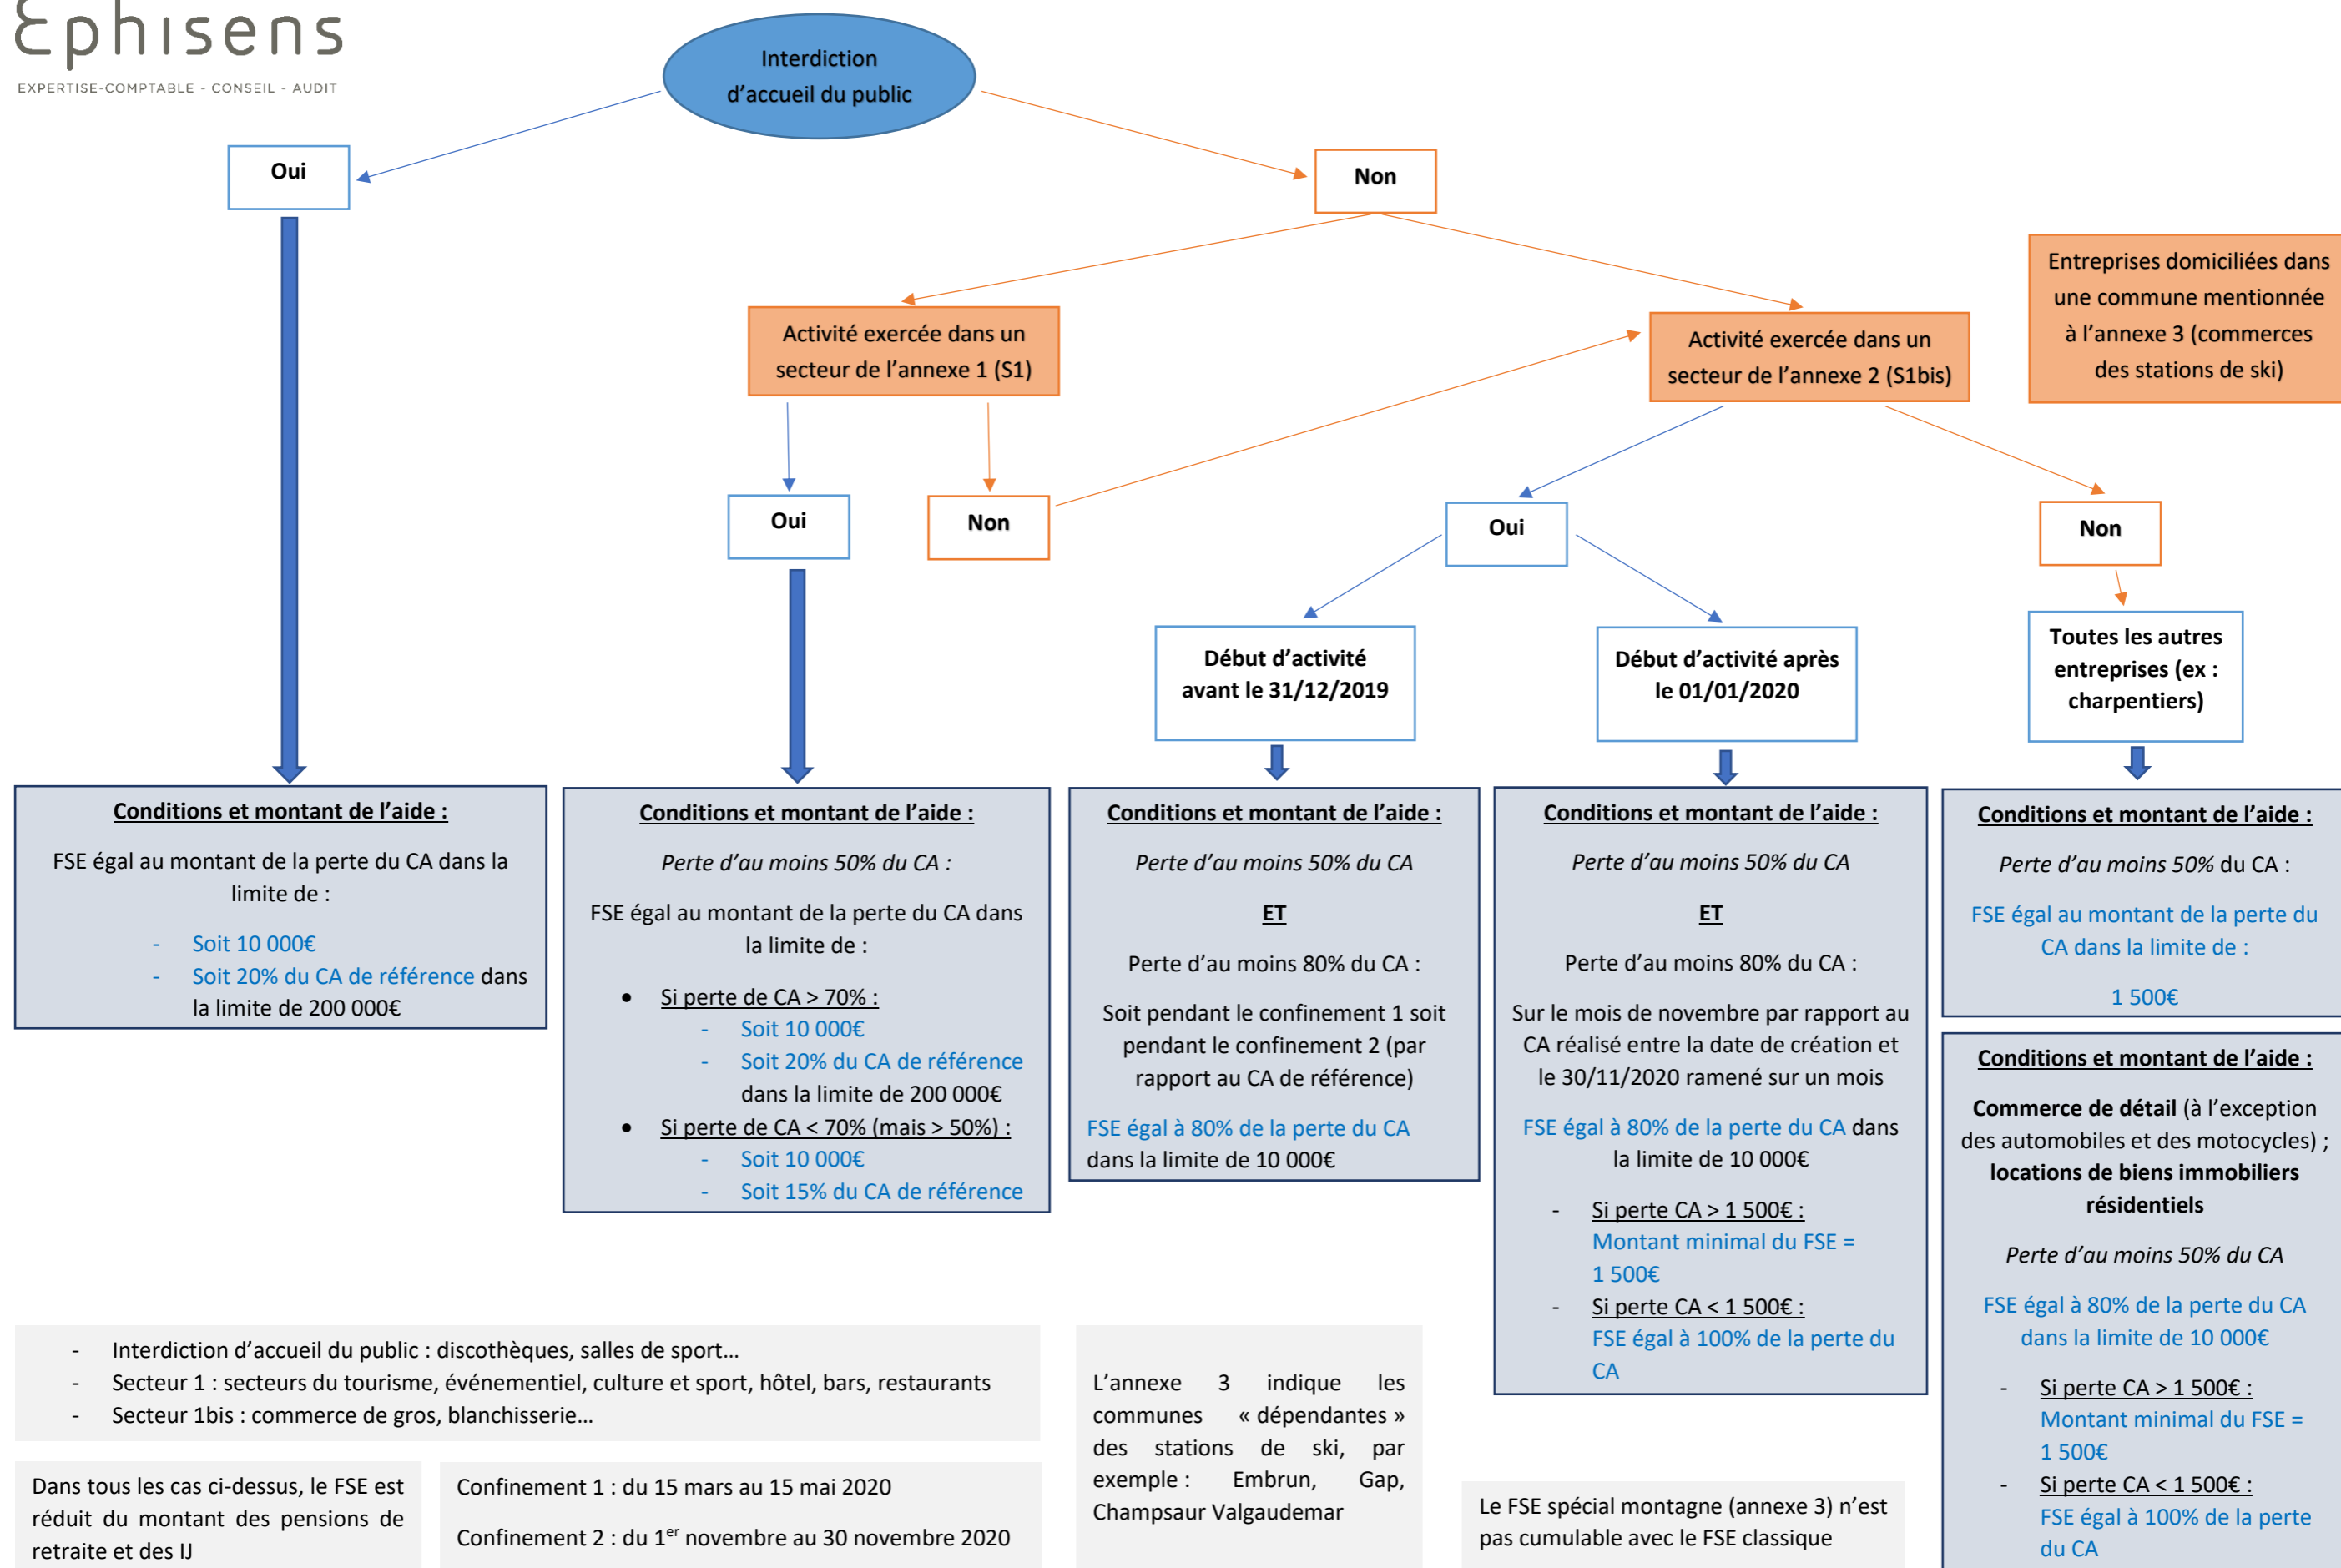 Ephisens
EXPERTISE-COMPTABLE - CONSEIL - AUDIT
Interdiction
d’accueil du public
Oui
Non
Entreprises domiciliées dans
une commune mentionnée
à l’annexe 3 (commerces
des stations de ski)
Activité exercée dans un
secteur de l’annexe 1 (S1)
Activité exercée dans un
secteur de l’annexe 2 (S1bis)
Oui
Non
Oui
Non
Début d’activité
avant le 31/12/2019
Début d’activité après
le 01/01/2020
Toutes les autres
entreprises (ex :
charpentiers)
Conditions et montant de l’aide :
FSE égal au montant de la perte du CA dans la
limite de :
- Soit 10 000€
- Soit 20% du CA de référence dans
la limite de 200 000€
Conditions et montant de l’aide :
Perte d’au moins 50% du CA :
FSE égal au montant de la perte du CA dans
la limite de :
• Si perte de CA > 70% :
- Soit 10 000€
- Soit 20% du CA de référence
dans la limite de 200 000€
• Si perte de CA < 70% (mais > 50%) :
- Soit 10 000€
- Soit 15% du CA de référence
Conditions et montant de l’aide :
Perte d’au moins 50% du CA
ET
Perte d’au moins 80% du CA :
Soit pendant le confinement 1 soit
pendant le confinement 2 (par
rapport au CA de référence)
FSE égal à 80% de la perte du CA
dans la limite de 10 000€
Conditions et montant de l’aide :
Perte d’au moins 50% du CA
ET
Perte d’au moins 80% du CA :
Sur le mois de novembre par rapport au
CA réalisé entre la date de création et
le 30/11/2020 ramené sur un mois
FSE égal à 80% de la perte du CA dans
la limite de 10 000€
- Si perte CA > 1 500€ :
Montant minimal du FSE =
1 500€
- Si perte CA < 1 500€ :
FSE égal à 100% de la perte du
CA
Conditions et montant de l’aide :
Perte d’au moins 50% du CA :
FSE égal au montant de la perte du
CA dans la limite de :
1 500€
Conditions et montant de l’aide :
Commerce de détail (à l’exception
des automobiles et des motocycles) ;
locations de biens immobiliers
résidentiels
Perte d’au moins 50% du CA
FSE égal à 80% de la perte du CA
dans la limite de 10 000€
- Si perte CA > 1 500€ :
Montant minimal du FSE =
1 500€
- Si perte CA < 1 500€ :
FSE égal à 100% de la perte
du CA
- Interdiction d’accueil du public : discothèques, salles de sport…
- Secteur 1 : secteurs du tourisme, événementiel, culture et sport, hôtel, bars, restaurants
- Secteur 1bis : commerce de gros, blanchisserie…
Dans tous les cas ci-dessus, le FSE est
réduit du montant des pensions de
retraite et des IJ
Confinement 1 : du 15 mars au 15 mai 2020
Confinement 2 : du 1er novembre au 30 novembre 2020
L’annexe 3 indique les
communes « dépendantes »
des stations de ski, par
exemple : Embrun, Gap,
Champsaur Valgaudemar
Le FSE spécial montagne (annexe 3) n’est
pas cumulable avec le FSE classique